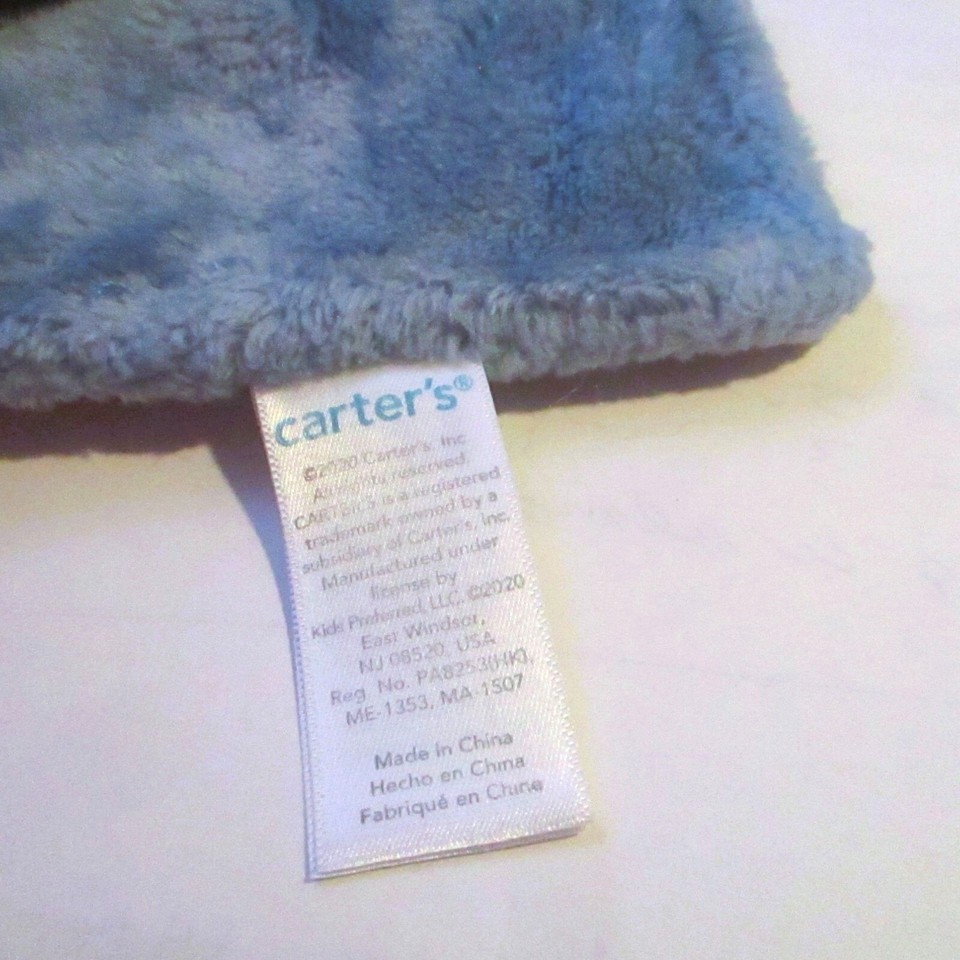 carter's®
©2020 Carter's, Inc
All rights reserved.
CARTER'S is a registered
trademark owned by a
subsidiary of Carter's, Inc.
Manufactured under
license by
Kids Preferred, LLC. ©2020
East Windsor,
NJ 08520, USA
Reg. No. PA8253(HK),
ME-1353, MA-1507
Made in China
Hecho en China
Fabriqué en Chine